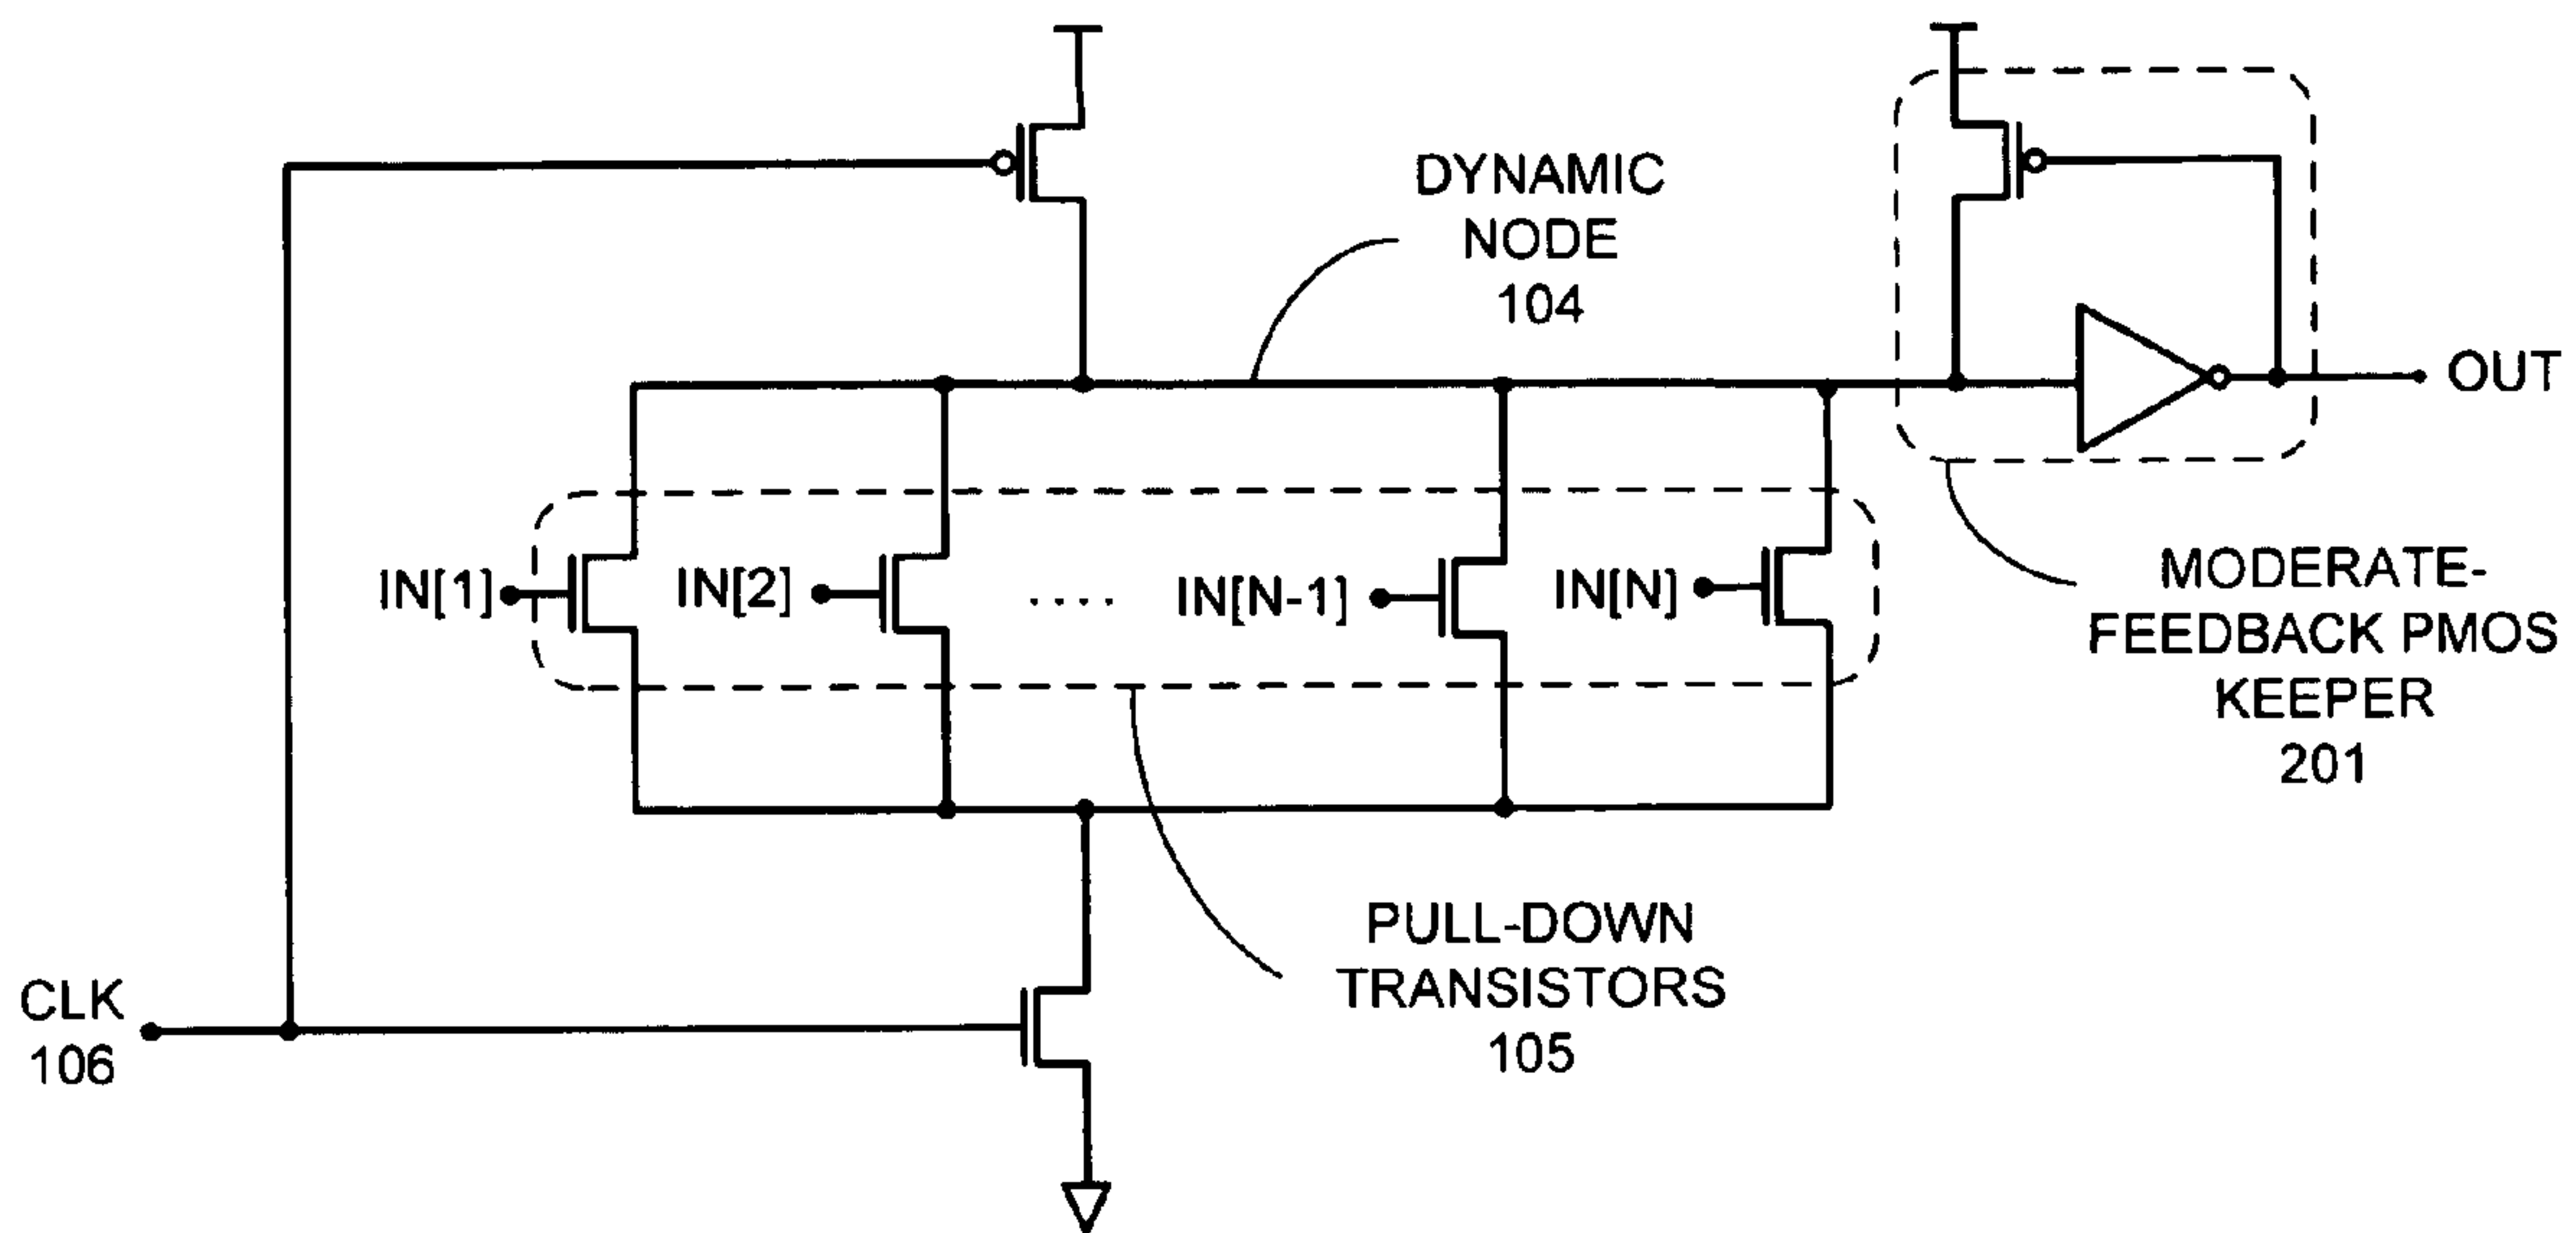 DYNAMIC
NODE
104
OUT
IN[1]
IN[2]
....
IN[N-1]
IN[N]
MODERATE-
FEEDBACK PMOS
KEEPER
201
PULL-DOWN
TRANSISTORS
105
CLK
106